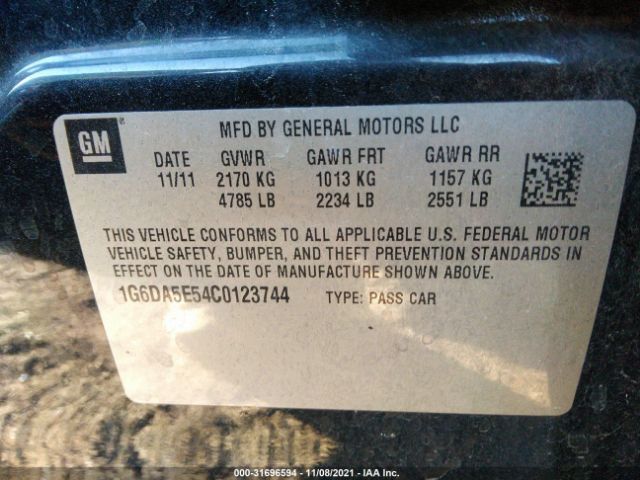 GM
MFD BY GENERAL MOTORS LLC
DATE GVWR GAWR FRT GAWR RR
11/11 2170 KG 1013 KG 1157 KG
4785 LB 2234 LB 2551 LB
THIS VEHICLE CONFORMS TO ALL APPLICABLE U.S. FEDERAL MOTOR
VEHICLE SAFETY, BUMPER, AND THEFT PREVENTION STANDARDS IN
EFFECT ON THE DATE OF MANUFACTURE SHOWN ABOVE.
1G6DA5E54C0123744 TYPE: PASS CAR
000-31696594 - 11/08/2021 - IAA Inc.